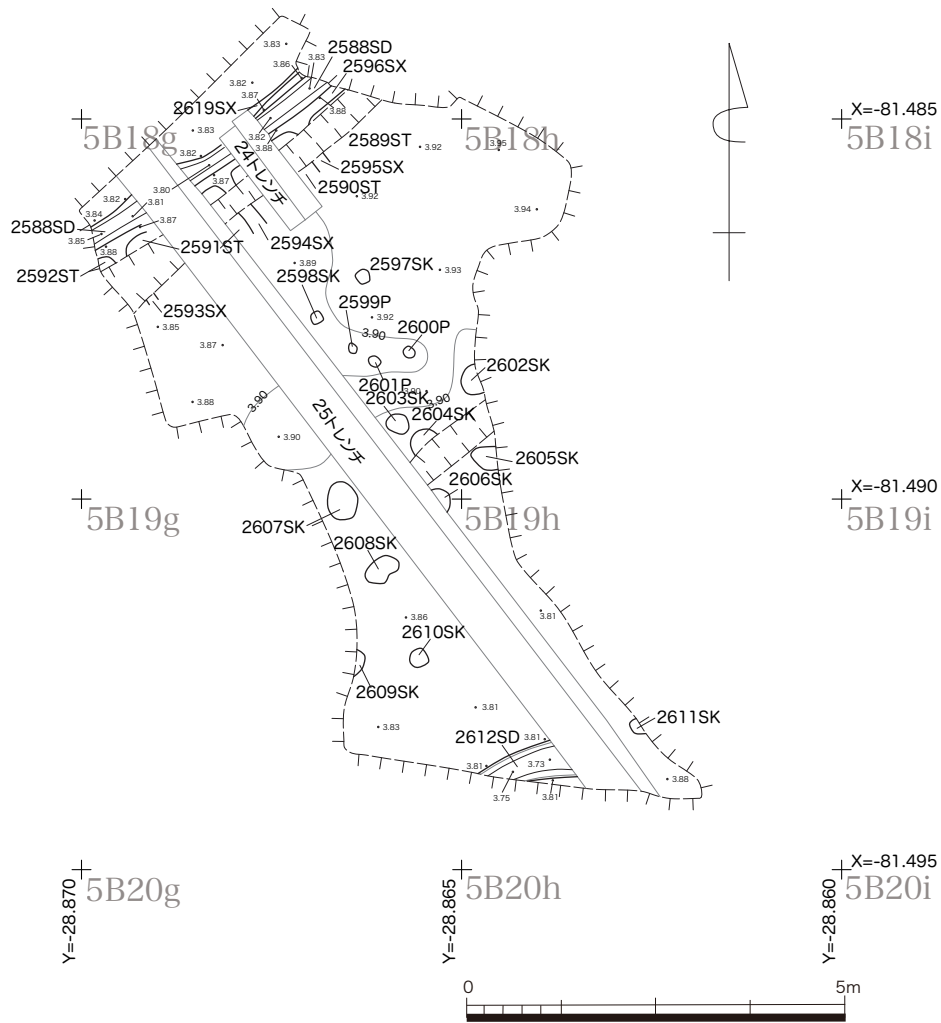 3.83
3.83
2588SD
3.86
2596SX
3.82
3.87
2619SX
3.88
X=-81.485
5B18g
5B18h
5B18i
3.83
3.82
3.88
2589ST
3.92
3.95
24トレンチ
3.82
2595SX
3.87
2590ST
3.80
3.92
3.82
3.81
3.94
3.84
3.87
2588SD
3.85
3.88
2591ST
2594SX
2592ST
3.89
2598SK
2597SK
3.93
2593SX
2599P
3.92
3.90
2600P
3.85
3.87
2602SK
2601P
3.90
2603SK
3.90
2604SK
3.88
3.90
25トレンチ
3.90
2605SK
2606SK
X=-81.490
5B19g
5B19h
5B19i
2607SK
2608SK
3.86
3.81
2610SK
2609SK
3.81
3.83
2611SK
2612SD
3.81
3.81
3.73
3.88
3.75
3.81
X=-81.495
5B20g
5B20h
5B20i
Y=-28.870
Y=-28.865
Y=-28.860
0
5m